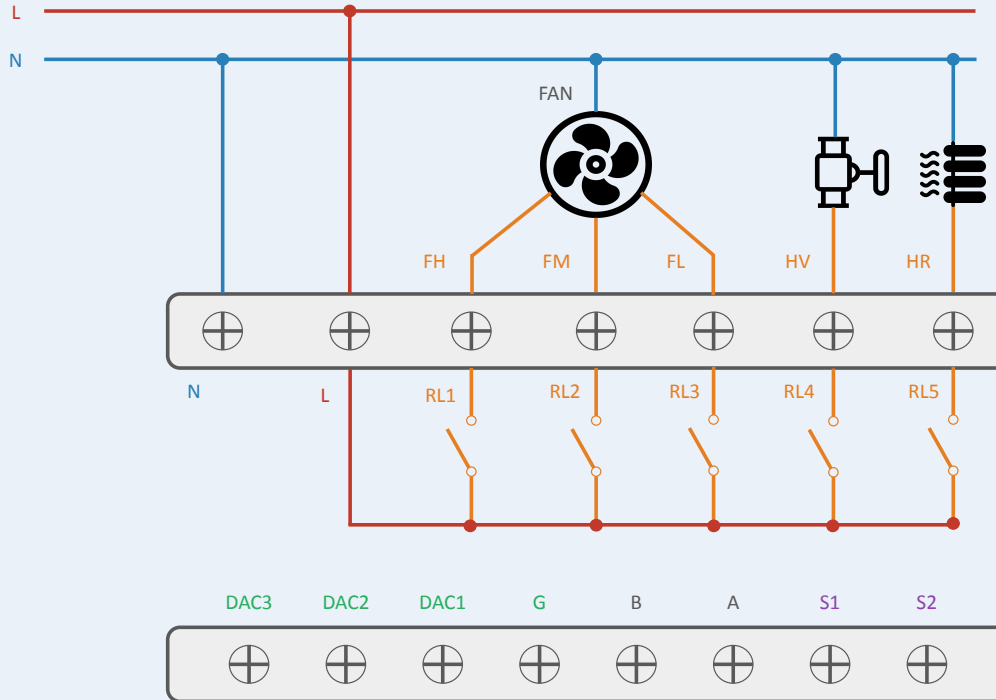 L
N
FAN
FH FM FL HV HR
N L RL1 RL2 RL3 RL4 RL5
DAC3 DAC2 DAC1 G B A S1 S2